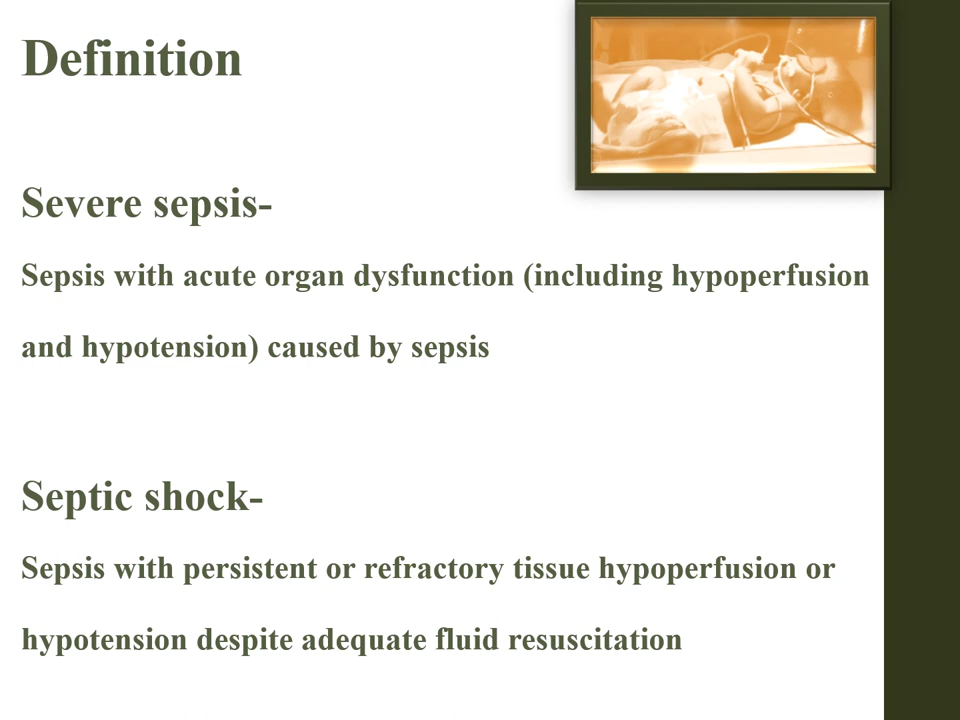 Definition
Severe sepsis-
Sepsis with acute organ dysfunction (including hypoperfusion
and hypotension) caused by sepsis
Septic shock-
Sepsis with persistent or refractory tissue hypoperfusion or
hypotension despite adequate fluid resuscitation